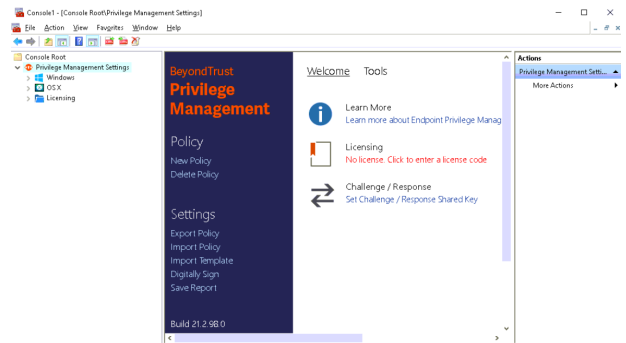 Console1 - [Console Root\Privilege Management Settings]
File Action View Favorites Window Help
Console Root
Privilege Management Settings
Windows
OS X
Licensing
BeyondTrust
Privilege
Management
Policy
New Policy
Delete Policy
Settings
Export Policy
Import Policy
Import Template
Digitally Sign
Save Report
Build 21.2.98.0
Welcome Tools
Learn More
Learn more about Endpoint Privilege Manag
Licensing
No license. Click to enter a license code
Challenge / Response
Set Challenge / Response Shared Key
Actions
Privilege Management Setti...
More Actions